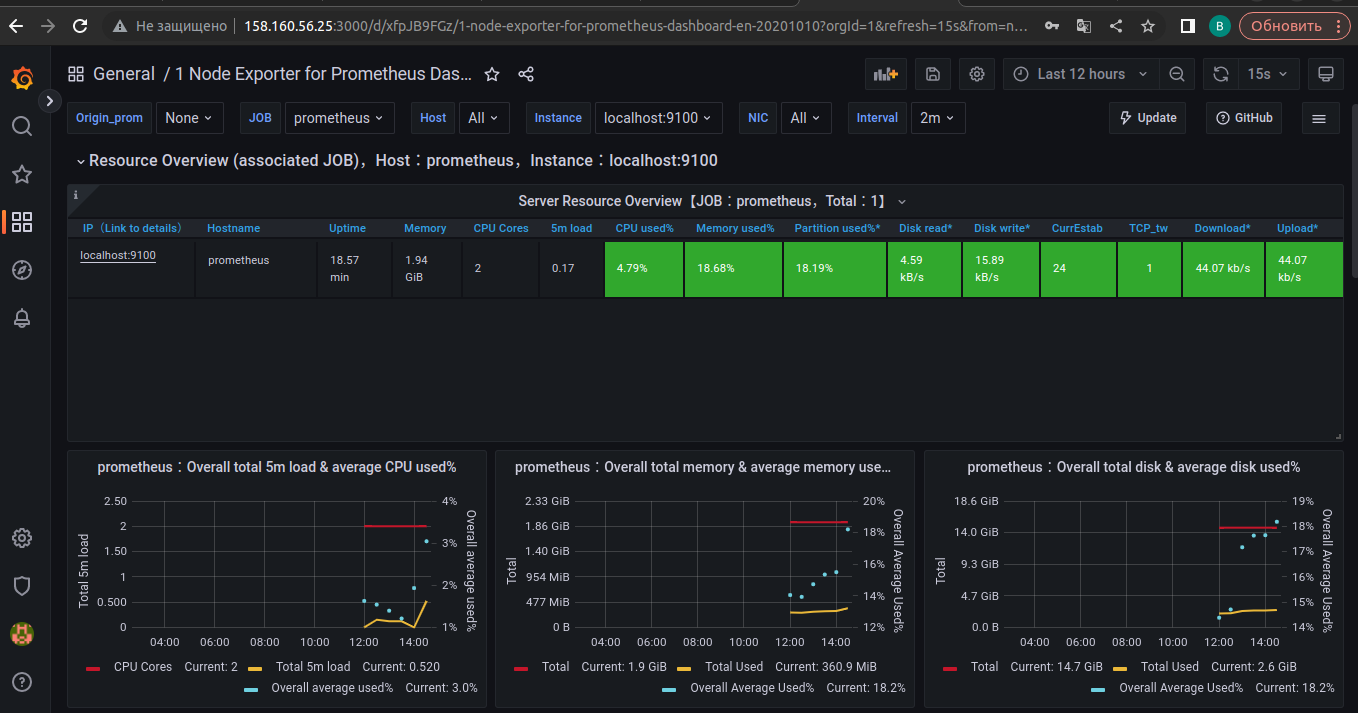 Не защищено 158.160.56.25:3000/d/xfpJB9FGz/1-node-exporter-for-prometheus-dashboard-en-20201010?orgId=1&refresh=15s&from=n… B Обновить
General / 1 Node Exporter for Prometheus Das… Last 12 hours 15s
Origin_prom None JOB prometheus Host All Instance localhost:9100 NIC All Interval 2m Update GitHub
Resource Overview (associated JOB)，Host：prometheus，Instance：localhost:9100
i
Server Resource Overview【JOB：prometheus，Total：1】
IP（Link to details） Hostname Uptime Memory CPU Cores 5m load CPU used% Memory used% Partition used%* Disk read* Disk write* CurrEstab TCP_tw Download* Upload*
localhost:9100 prometheus 18.57 min 1.94 GiB 2 0.17 4.79% 18.68% 18.19% 4.59 kB/s 15.89 kB/s 24 1 44.07 kb/s 44.07 kb/s
prometheus：Overall total 5m load & average CPU used%
2.50
2
1.50
1
0.500
0
Total 5m load
4%
3%
2%
1%
Overall average used%
04:00 06:00 08:00 10:00 12:00 14:00
CPU Cores Current: 2 Total 5m load Current: 0.520
Overall average used% Current: 3.0%
prometheus：Overall total memory & average memory use…
2.33 GiB
1.86 GiB
1.40 GiB
954 MiB
477 MiB
0 B
Total
20%
18%
16%
14%
12%
Overall Average Used%
04:00 06:00 08:00 10:00 12:00 14:00
Total Current: 1.9 GiB Total Used Current: 360.9 MiB
Overall Average Used% Current: 18.2%
prometheus：Overall total disk & average disk used%
18.6 GiB
14.0 GiB
9.3 GiB
4.7 GiB
0.0 B
Total
19%
18%
17%
16%
15%
14%
Overall Average Used%
04:00 06:00 08:00 10:00 12:00 14:00
Total Current: 14.7 GiB Total Used Current: 2.6 GiB
Overall Average Used% Current: 18.2%